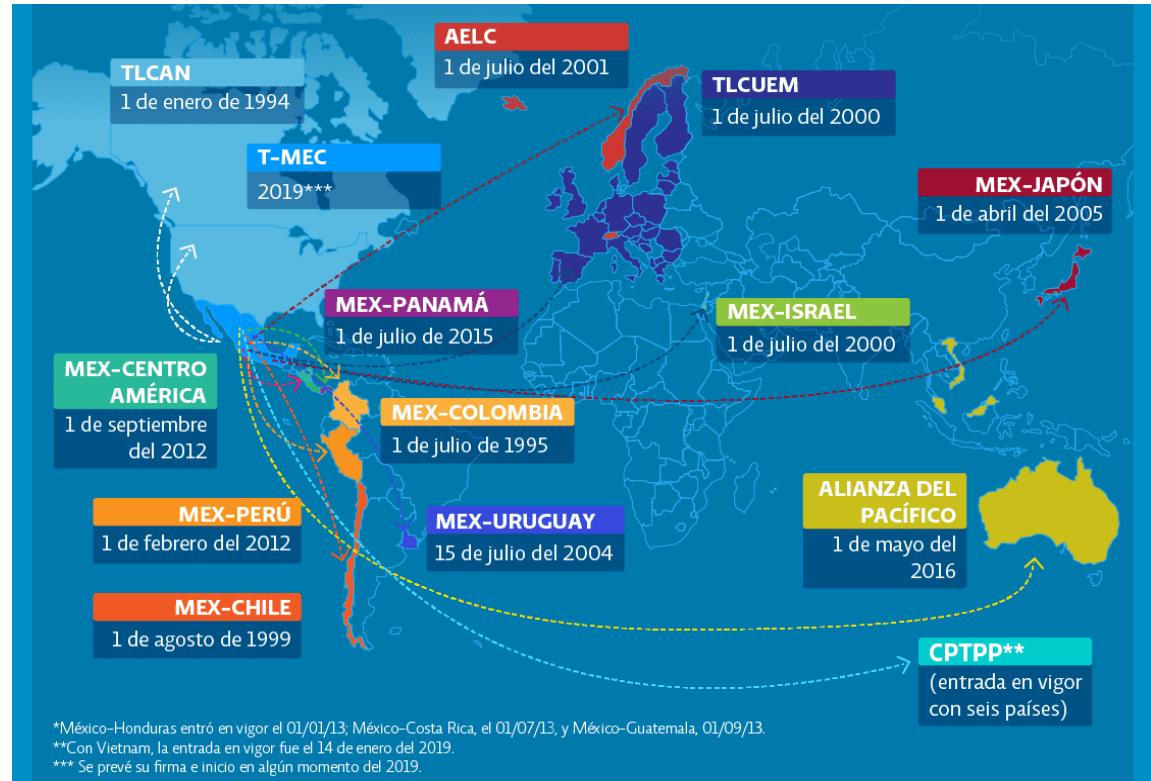 AELC
1 de julio del 2001
TLCAN
1 de enero de 1994
TLCUEM
1 de julio del 2000
T-MEC
2019***
MEX-JAPÓN
1 de abril del 2005
MEX-PANAMÁ
1 de julio de 2015
MEX-ISRAEL
1 de julio del 2000
MEX-CENTRO
AMÉRICA
1 de septiembre
del 2012
MEX-COLOMBIA
1 de julio de 1995
ALIANZA DEL
PACÍFICO
1 de mayo del
2016
MEX-PERÚ
1 de febrero del 2012
MEX-URUGUAY
15 de julio del 2004
MEX-CHILE
1 de agosto de 1999
CPTPP**
(entrada en vigor
con seis países)
*México-Honduras entró en vigor el 01/01/13; México-Costa Rica, el 01/07/13, y México-Guatemala, 01/09/13.
**Con Vietnam, la entrada en vigor fue el 14 de enero del 2019.
*** Se prevé su firma e inicio en algún momento del 2019.